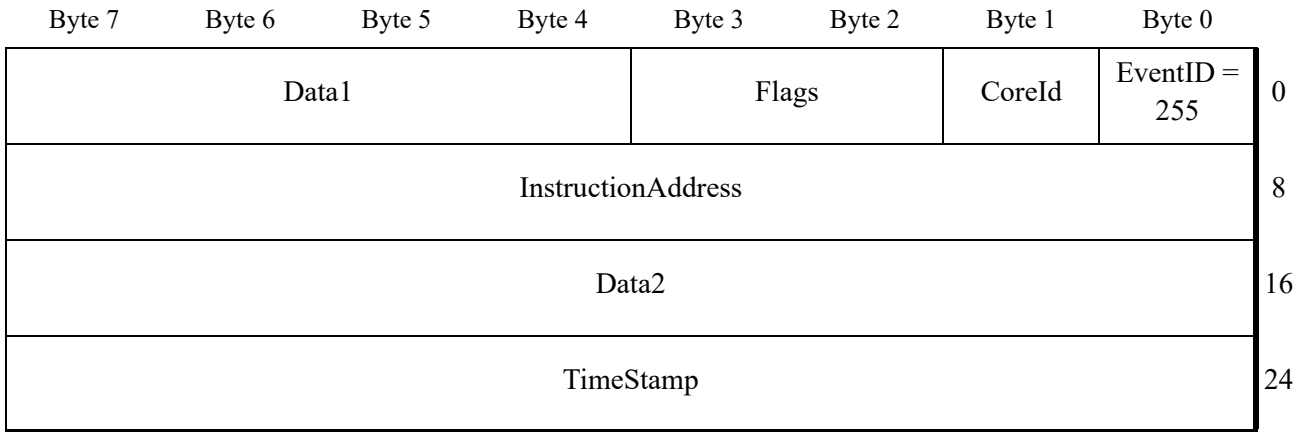 Byte 7 Byte 6 Byte 5 Byte 4 Byte 3 Byte 2 Byte 1 Byte 0
Data1 Flags CoreId EventID = 255 0
InstructionAddress 8
Data2 16
TimeStamp 24